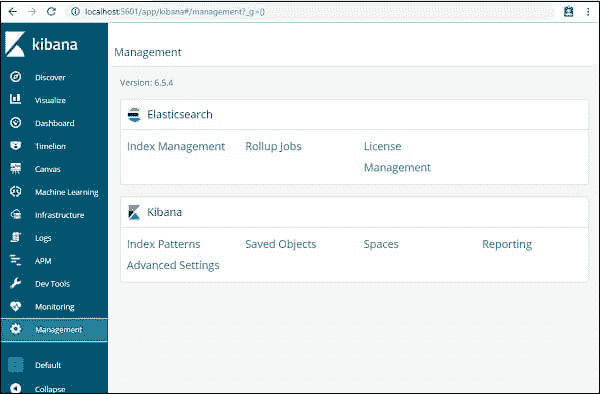 localhost:5601/app/kibana#/management?_g=()
kibana
Discover
Visualize
Dashboard
Timelion
Canvas
Machine Learning
Infrastructure
Logs
APM
Dev Tools
Monitoring
Management
Default
Collapse
Management
Version: 6.5.4
Elasticsearch
Index Management Rollup Jobs License
Management
Kibana
Index Patterns Saved Objects Spaces Reporting
Advanced Settings